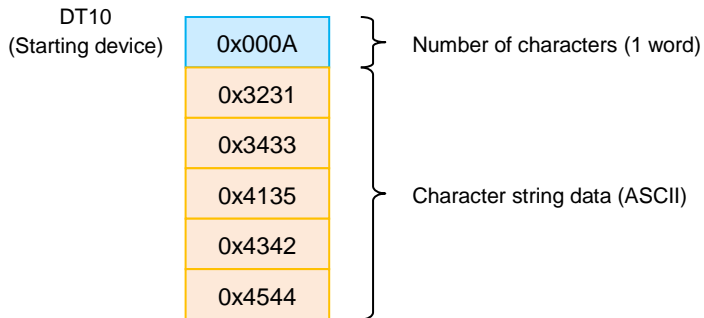 DT10
(Starting device)
0x000A
Number of characters (1 word)
0x3231
0x3433
0x4135
Character string data (ASCII)
0x4342
0x4544